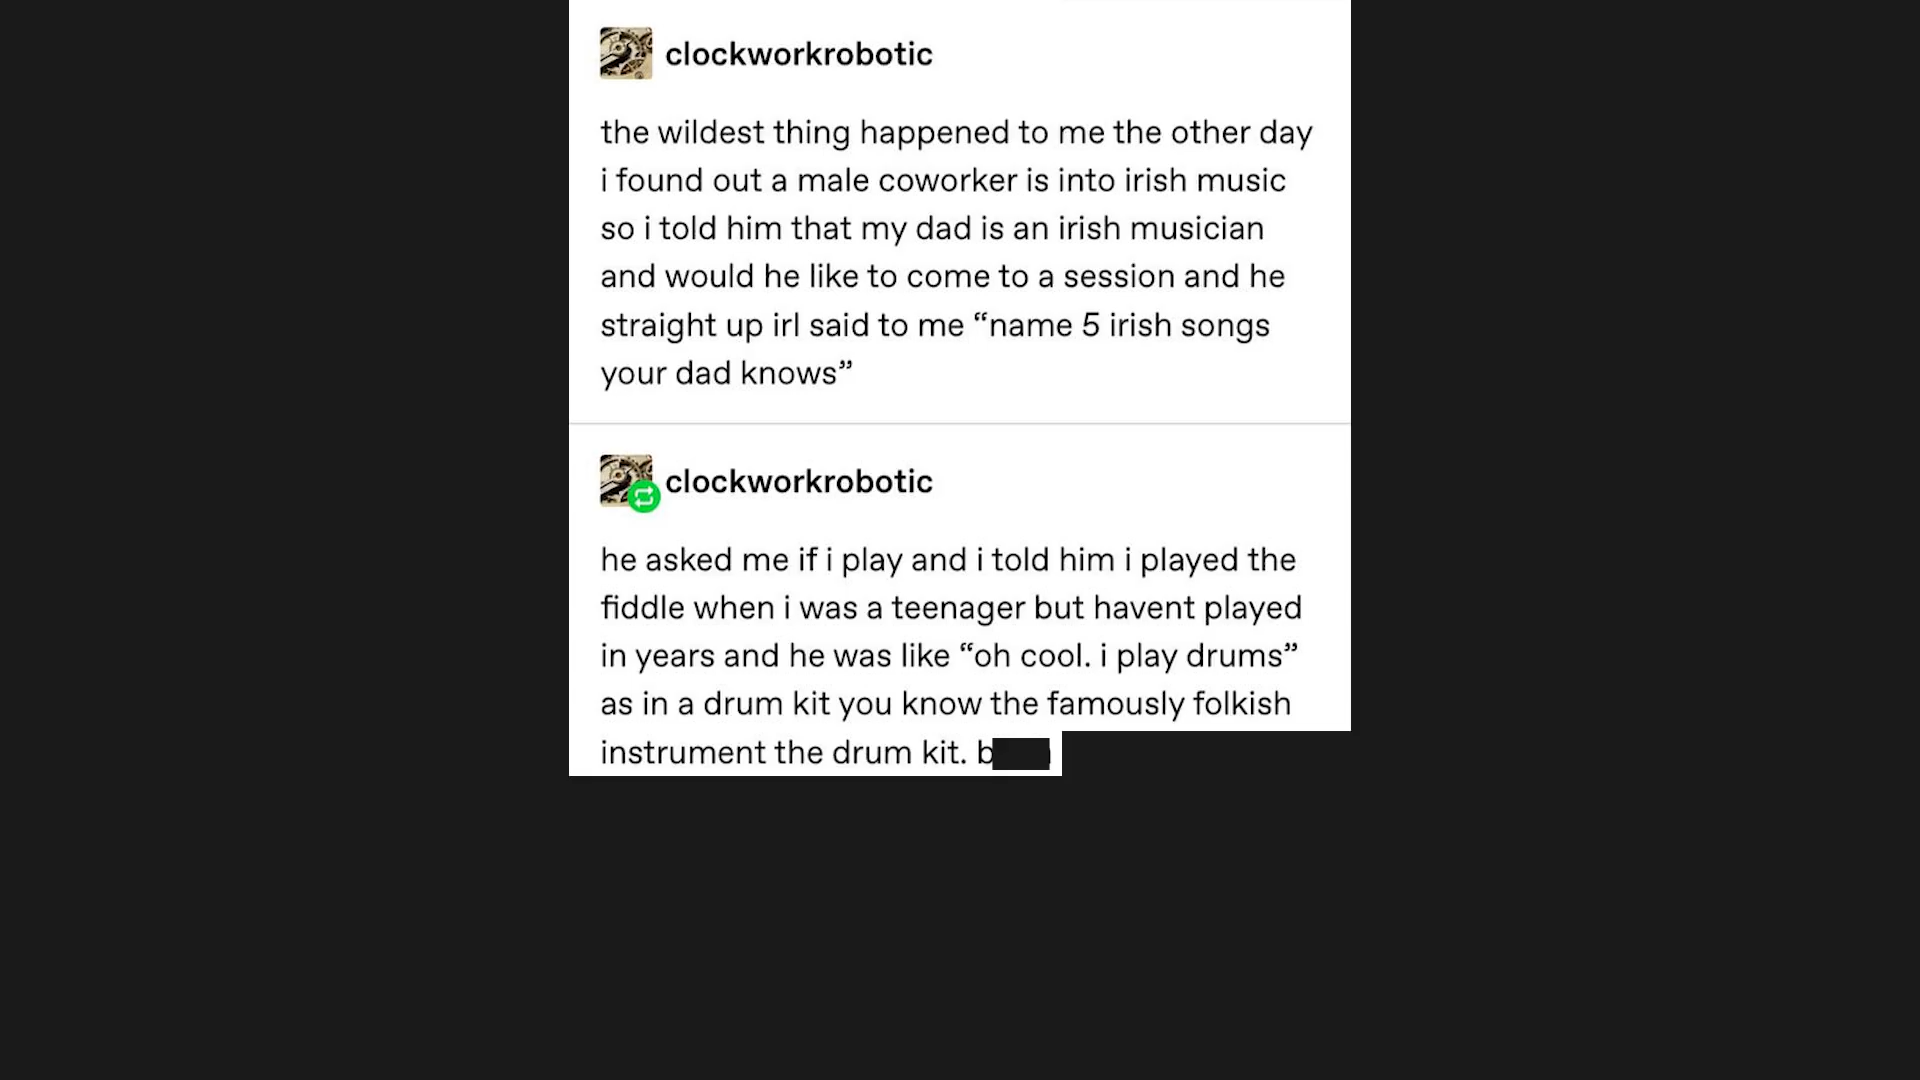 clockworkrobotic
the wildest thing happened to me the other day
i found out a male coworker is into irish music
so i told him that my dad is an irish musician
and would he like to come to a session and he
straight up irl said to me “name 5 irish songs
your dad knows”
clockworkrobotic
he asked me if i play and i told him i played the
fiddle when i was a teenager but havent played
in years and he was like “oh cool. i play drums”
as in a drum kit you know the famously folkish
instrument the drum kit.